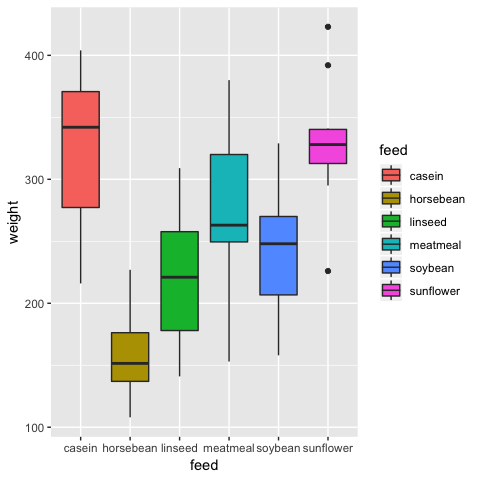 400
300
200
100
weight
casein horsebean linseed meatmeal soybean sunflower
feed
feed
casein
horsebean
linseed
meatmeal
soybean
sunflower